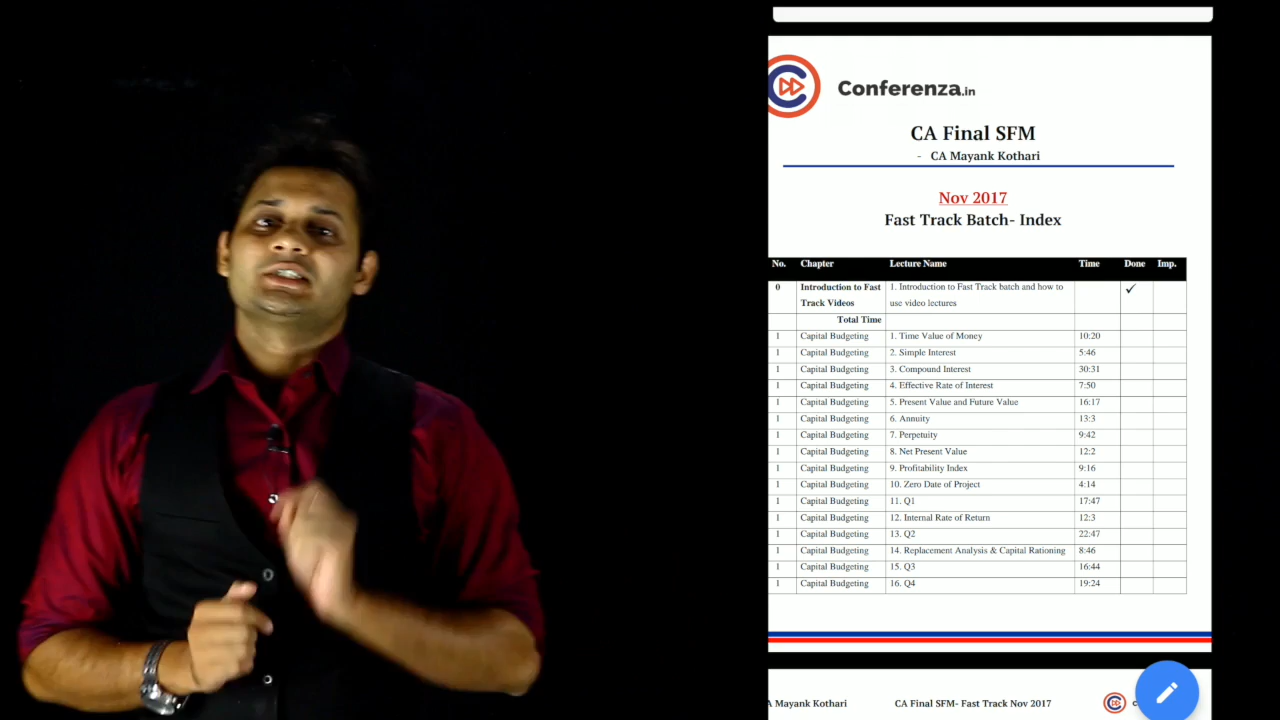 Conferenza.in
CA Final SFM
- CA Mayank Kothari
Nov 2017
Fast Track Batch- Index
No. Chapter Lecture Name Time Done Imp.
0 Introduction to Fast Track Videos 1. Introduction to Fast Track batch and how to use video lectures ✓
Total Time
1 Capital Budgeting 1. Time Value of Money 10:20
1 Capital Budgeting 2. Simple Interest 5:46
1 Capital Budgeting 3. Compound Interest 30:31
1 Capital Budgeting 4. Effective Rate of Interest 7:50
1 Capital Budgeting 5. Present Value and Future Value 16:17
1 Capital Budgeting 6. Annuity 13:3
1 Capital Budgeting 7. Perpetuity 9:42
1 Capital Budgeting 8. Net Present Value 12:2
1 Capital Budgeting 9. Profitability Index 9:16
1 Capital Budgeting 10. Zero Date of Project 4:14
1 Capital Budgeting 11. Q1 17:47
1 Capital Budgeting 12. Internal Rate of Return 12:3
1 Capital Budgeting 13. Q2 22:47
1 Capital Budgeting 14. Replacement Analysis & Capital Rationing 8:46
1 Capital Budgeting 15. Q3 16:44
1 Capital Budgeting 16. Q4 19:24
A Mayank Kothari CA Final SFM- Fast Track Nov 2017